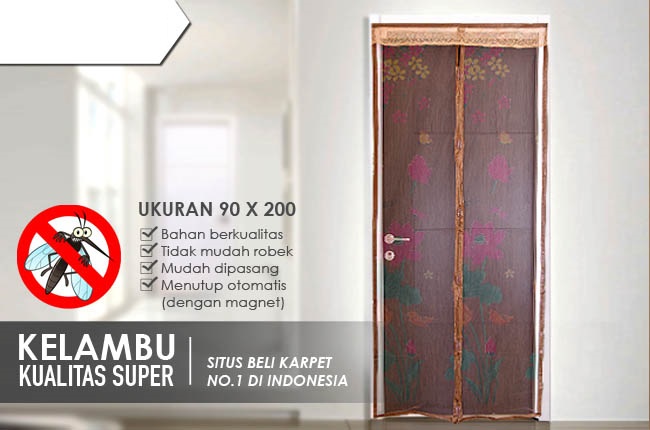 UKURAN 90 X 200
Bahan berkualitas
Tidak mudah robek
Mudah dipasang
Menutup otomatis
(dengan magnet)
KELAMBU
KUALITAS SUPER
SITUS BELI KARPET
NO.1 DI INDONESIA